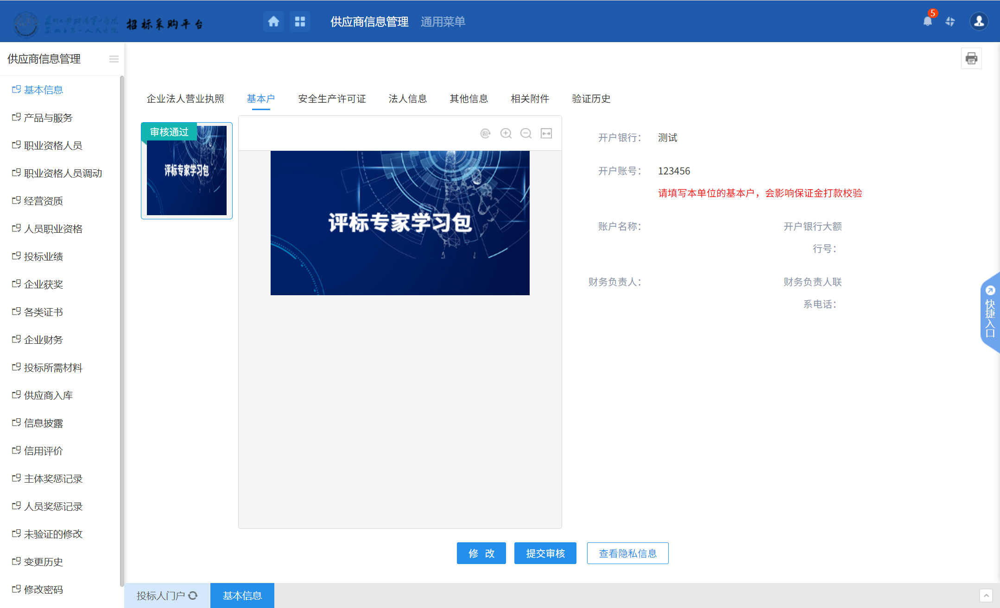 招标采购平台
供应商信息管理
通用菜单
5
供应商信息管理
基本信息
产品与服务
职业资格人员
职业资格人员调动
经营资质
人员职业资格
投标业绩
企业获奖
各类证书
企业财务
投标所需材料
供应商入库
信息披露
信用评价
主体奖惩记录
人员奖惩记录
未验证的修改
变更历史
修改密码
企业法人营业执照
基本户
安全生产许可证
法人信息
其他信息
相关附件
验证历史
审核通过
评标专家学习包
评标专家学习包
开户银行：
测试
开户账号：
123456
请填写本单位的基本户，会影响保证金打款校验
账户名称：
开户银行大额
行号：
财务负责人：
财务负责人联
系电话：
快捷入口
修 改
提交审核
查看隐私信息
投标人门户
基本信息